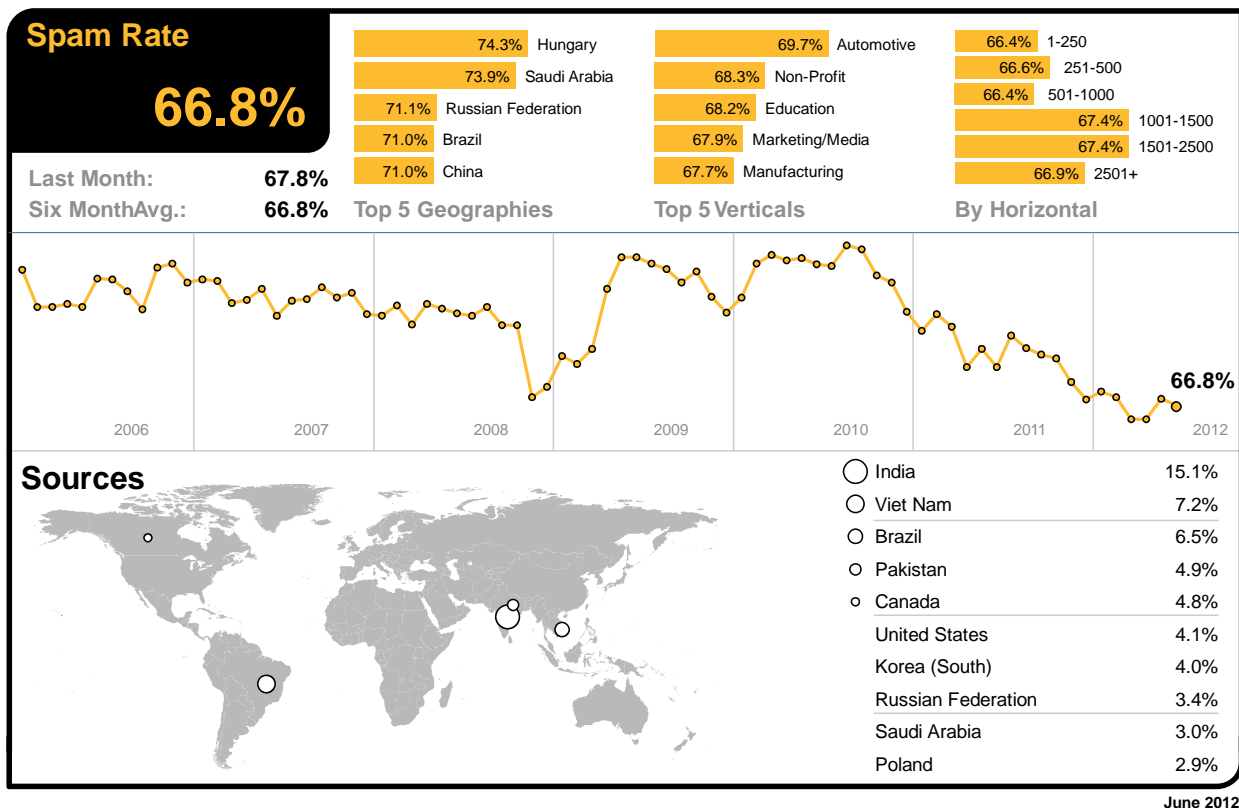 Spam Rate
66.8%
Last Month: 67.8%
Six MonthAvg.: 66.8%
74.3% Hungary
73.9% Saudi Arabia
71.1% Russian Federation
71.0% Brazil
71.0% China
Top 5 Geographies
69.7% Automotive
68.3% Non-Profit
68.2% Education
67.9% Marketing/Media
67.7% Manufacturing
Top 5 Verticals
66.4% 1-250
66.6% 251-500
66.4% 501-1000
67.4% 1001-1500
67.4% 1501-2500
66.9% 2501+
By Horizontal
66.8%
2006 2007 2008 2009 2010 2011 2012
Sources
India 15.1%
Viet Nam 7.2%
Brazil 6.5%
Pakistan 4.9%
Canada 4.8%
United States 4.1%
Korea (South) 4.0%
Russian Federation 3.4%
Saudi Arabia 3.0%
Poland 2.9%
June 2012